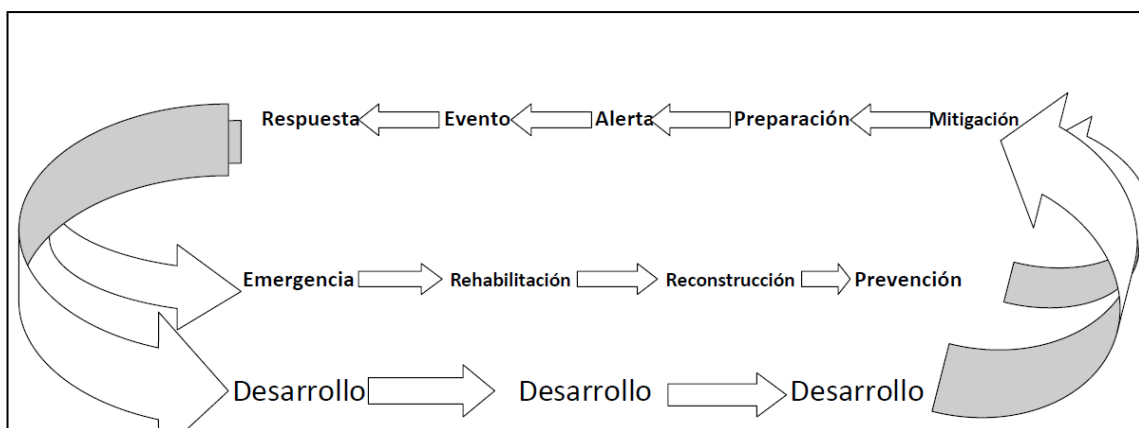 Respuesta Evento Alerta Preparación Mitigación
Emergencia Rehabilitación Reconstrucción Prevención
Desarrollo Desarrollo Desarrollo